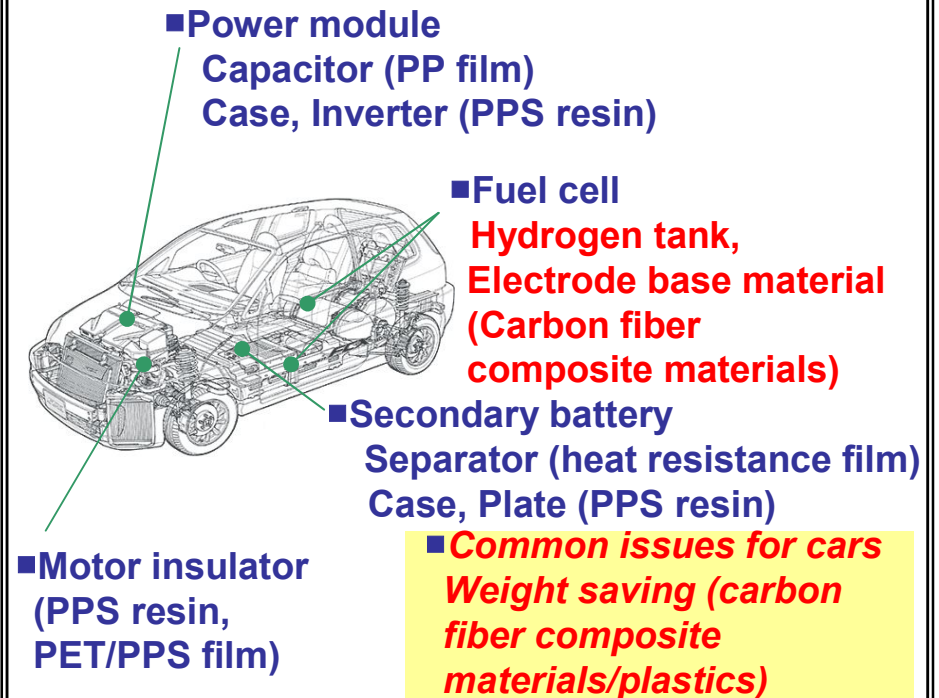 ■Power module
Capacitor (PP film)
Case, Inverter (PPS resin)
■Fuel cell
Hydrogen tank,
Electrode base material
(Carbon fiber
composite materials)
■Secondary battery
Separator (heat resistance film)
Case, Plate (PPS resin)
■Motor insulator
(PPS resin,
PET/PPS film)
■Common issues for cars
Weight saving (carbon
fiber composite
materials/plastics)